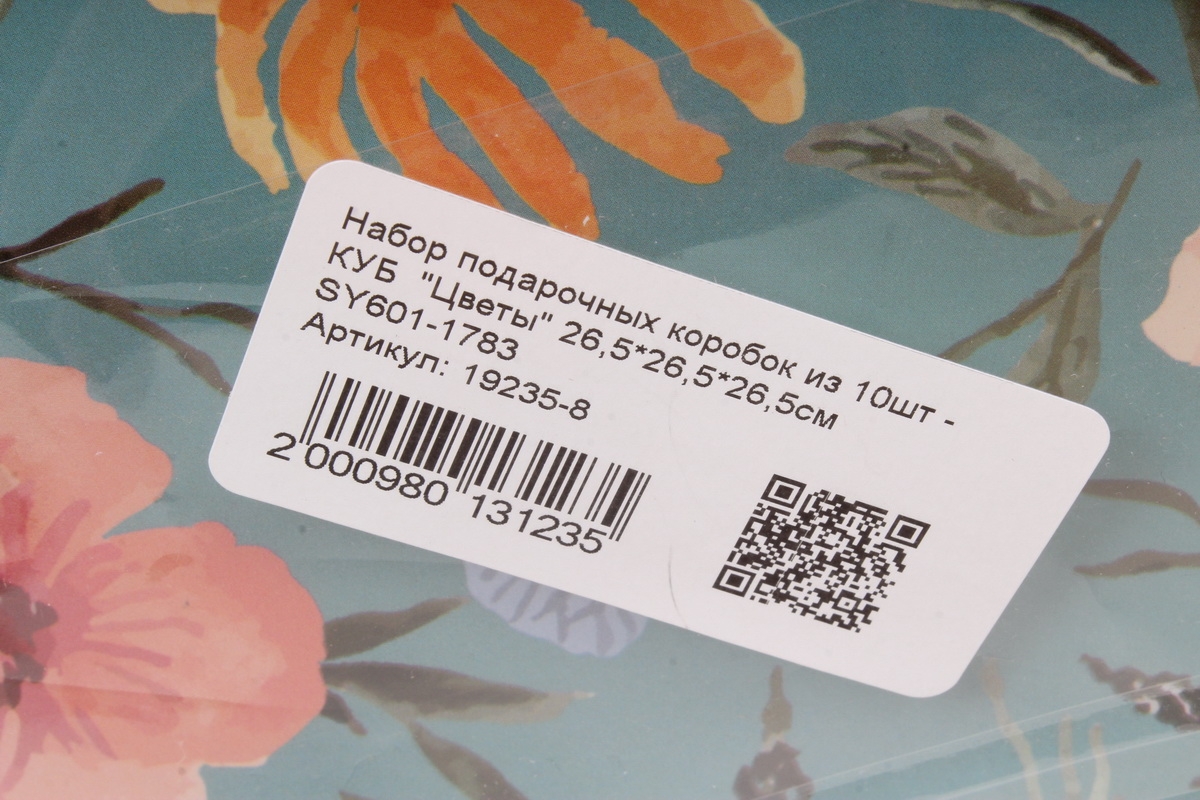 Набор подарочных коробок из 10шт -
КУБ "Цветы" 26,5*26,5*26,5см
SY601-1783
Артикул: 19235-8
2 000980 131235